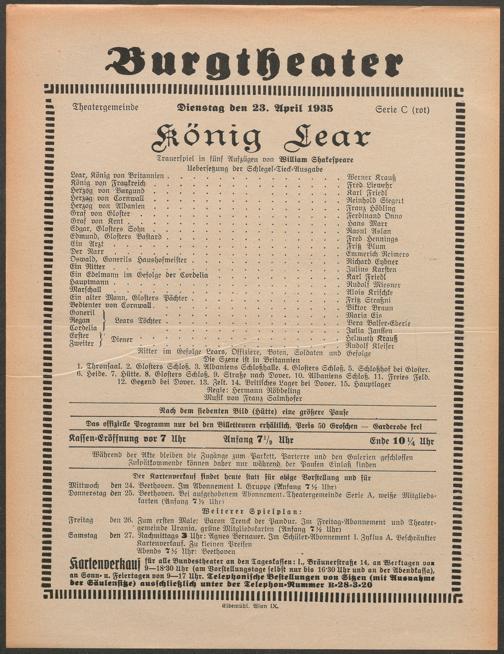 Burgtheater
Theatergemeinde Dienstag den 23. April 1935 Serie C (rot)
König Lear
Trauerspiel in fünf Aufzügen von William Shakespeare
Uebersetzung der Schlegel-Tieck-Ausgabe
Lear, König von Britannien . . . Werner Krauß
König von Frankreich . . . Fred Liewehr
Herzog von Burgund . . . Karl Friedl
Herzog von Cornwall . . . Reinhold Siegert
Herzog von Albanien . . . Franz Höbling
Graf von Gloster . . . Ferdinand Onno
Graf von Kent . . . Hans Marr
Edgar, Glosters Sohn . . . Raoul Aslan
Edmund, Glosters Bastard . . . Fred Hennings
Ein Arzt . . . Fritz Blum
Der Narr . . . Emmerich Reimers
Oswald, Gonerils Haushofmeister . . . Richard Eybner
Ein Ritter . . . Julius Karsten
Ein Edelmann im Gefolge der Cordelia . . . Karl Friedl
Hauptmann . . . Rudolf Wiesner
Marschall . . . Alois Krischke
Ein alter Mann, Glosters Pächter . . . Fritz Straßni
Bedienter von Cornwall . . . Viktor Braun
Goneril } . . . Maria Eis
Regan } Lears Töchter . . . Vera Balser-Eberle
Cordelia } . . . Julia Janssen
Erster } Diener . . . Helmuth Krauß
Zweiter } . . . Rudolf Kleiser
Ritter im Gefolge Lears, Offiziere, Boten, Soldaten und Gefolge
Die Szene ist in Britannien
1. Thronsaal. 2. Glosters Schloß. 3. Albaniens Schloßhalle. 4. Glosters Schloß. 5. Schloßhof bei Gloster.
6. Heide. 7. Hütte. 8. Glosters Schloß. 9. Straße nach Dover. 10. Albaniens Schloß. 11. Freies Feld.
12. Gegend bei Dover. 13. Zelt. 14. Britisches Lager bei Dover. 15. Hauptlager
Regie: Hermann Röbbeling
Musik von Franz Salmhofer
Nach dem siebenten Bild (Hütte) eine größere Pause
Das offizielle Programm nur bei den Billetteuren erhältlich. Preis 50 Groschen — Garderobe frei
Kassen-Eröffnung vor 7 Uhr Anfang 7½ Uhr Ende 10¼ Uhr
Während der Akte bleiben die Zugänge zum Parkett, Parterre und den Galerien geschlossen
Zuspätkommende können daher nur während der Pausen Einlaß finden
Der Kartenverkauf findet heute statt für obige Vorstellung und für
Mittwoch den 24. Beethoven. Im Abonnement I. Gruppe (Anfang 7½ Uhr)
Donnerstag den 25. Beethoven. Bei aufgehobenem Abonnement. Theatergemeinde Serie A, weiße Mitglieds-
karten (Anfang 7½ Uhr)
Weiterer Spielplan:
Freitag den 26. Zum ersten Male: Baron Trenck der Pandur. Im Freitag-Abonnement und Theater-
gemeinde Urania, grüne Mitgliedskarten (Anfang 7½ Uhr)
Samstag den 27. Nachmittags 3 Uhr: Agnes Bernauer. Im Schüler-Abonnement I. Zyklus A. Beschränkter
Kartenverkauf. Zu kleinen Preisen
Abends 7½ Uhr: Beethoven
Kartenverkauf für alle Bundestheater an den Tageskassen: I., Bräunerstraße 14, an Werktagen von
9—18·30 Uhr (am Vorstellungstage selbst nur bis 16·30 Uhr und an der Abendkassa),
an Sonn- u. Feiertagen von 9—17 Uhr. Telephonische Bestellungen von Sitzen (mit Ausnahme
der Säulensitze) ausschließlich unter der Telephon-Nummer R-28-3-20
Elbemühl, Wien IX.